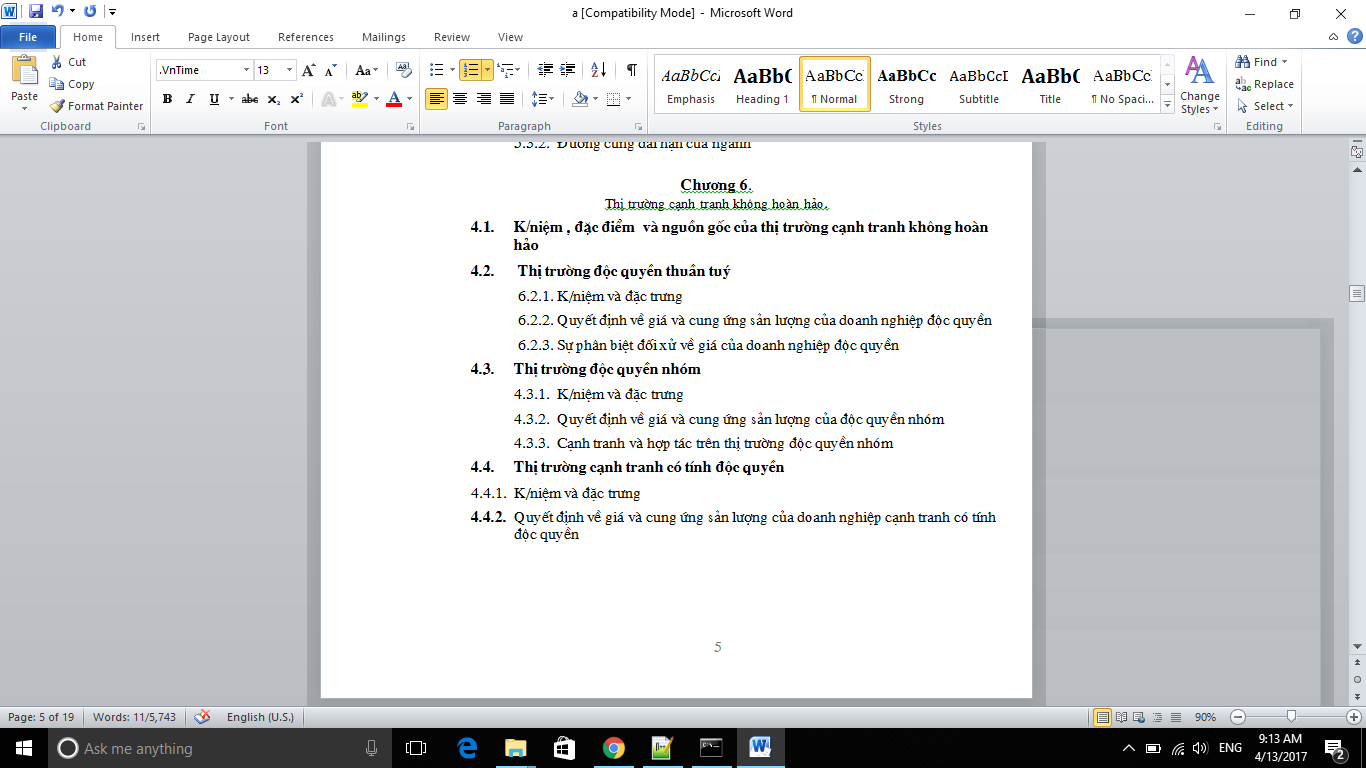 a [Compatibility Mode] - Microsoft Word
File Home Insert Page Layout References Mailings Review View
Paste
Cut
Copy
Format Painter
Clipboard
.VnTime 13
Font
Paragraph
AaBbCcI AaBbC AaBbCc AaBbCc AaBbCcD AaBbC AaBbCc
Emphasis Heading 1 ¶ Normal Strong Subtitle Title ¶ No Spaci...
Change Styles
Styles
Find
Replace
Select
Editing
5.3.2. Đường cung dài hạn của ngành
Chương 6.
Thị trường cạnh tranh không hoàn hảo.
4.1. K/niệm , đặc điểm và nguồn gốc của thị trường cạnh tranh không hoàn
hảo
4.2. Thị trường độc quyền thuần tuý
6.2.1. K/niệm và đặc trưng
6.2.2. Quyết định về giá và cung ứng sản lượng của doanh nghiệp độc quyền
6.2.3. Sự phân biệt đối xử về giá của doanh nghiệp độc quyền
4.3. Thị trường độc quyền nhóm
4.3.1. K/niệm và đặc trưng
4.3.2. Quyết định về giá và cung ứng sản lượng của độc quyền nhóm
4.3.3. Cạnh tranh và hợp tác trên thị trường độc quyền nhóm
4.4. Thị trường cạnh tranh có tính độc quyền
4.4.1. K/niệm và đặc trưng
4.4.2. Quyết định về giá và cung ứng sản lượng của doanh nghiệp cạnh tranh có tính
độc quyền
5
Page: 5 of 19 Words: 11/5,743 English (U.S.) 90%
Ask me anything
ENG
9:13 AM
4/13/2017
2